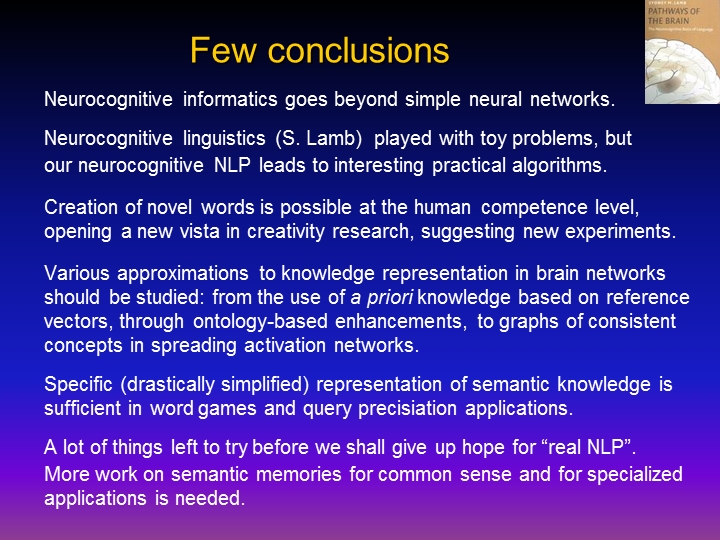 SYDNEY M. LAMB
PATHWAYS OF
THE BRAIN
The Neurocognitive Basis of Language
Few conclusions
Neurocognitive informatics goes beyond simple neural networks.
Neurocognitive linguistics (S. Lamb) played with toy problems, but
our neurocognitive NLP leads to interesting practical algorithms.
Creation of novel words is possible at the human competence level,
opening a new vista in creativity research, suggesting new experiments.
Various approximations to knowledge representation in brain networks
should be studied: from the use of a priori knowledge based on reference
vectors, through ontology-based enhancements, to graphs of consistent
concepts in spreading activation networks.
Specific (drastically simplified) representation of semantic knowledge is
sufficient in word games and query precisiation applications.
A lot of things left to try before we shall give up hope for “real NLP”.
More work on semantic memories for common sense and for specialized
applications is needed.